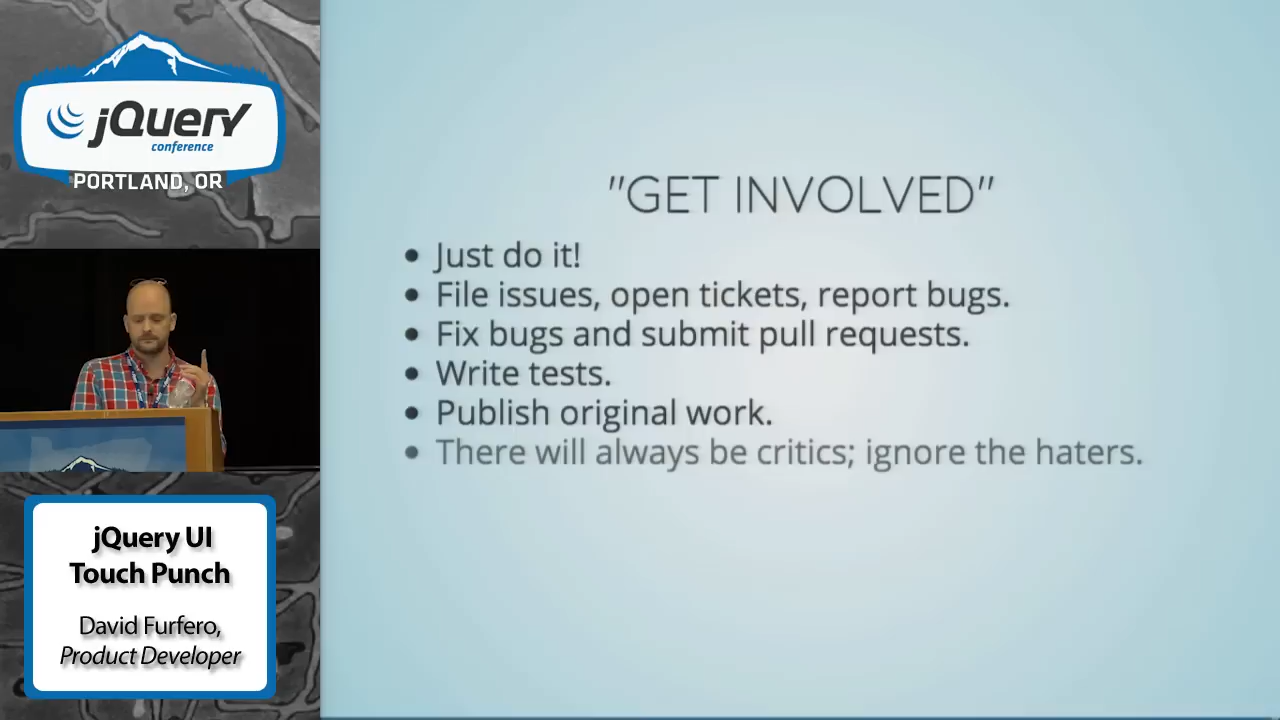 jQuery
conference
PORTLAND, OR
"GET INVOLVED"
• Just do it!
• File issues, open tickets, report bugs.
• Fix bugs and submit pull requests.
• Write tests.
• Publish original work.
• There will always be critics; ignore the haters.
jQuery UI
Touch Punch
David Furfero,
Product Developer